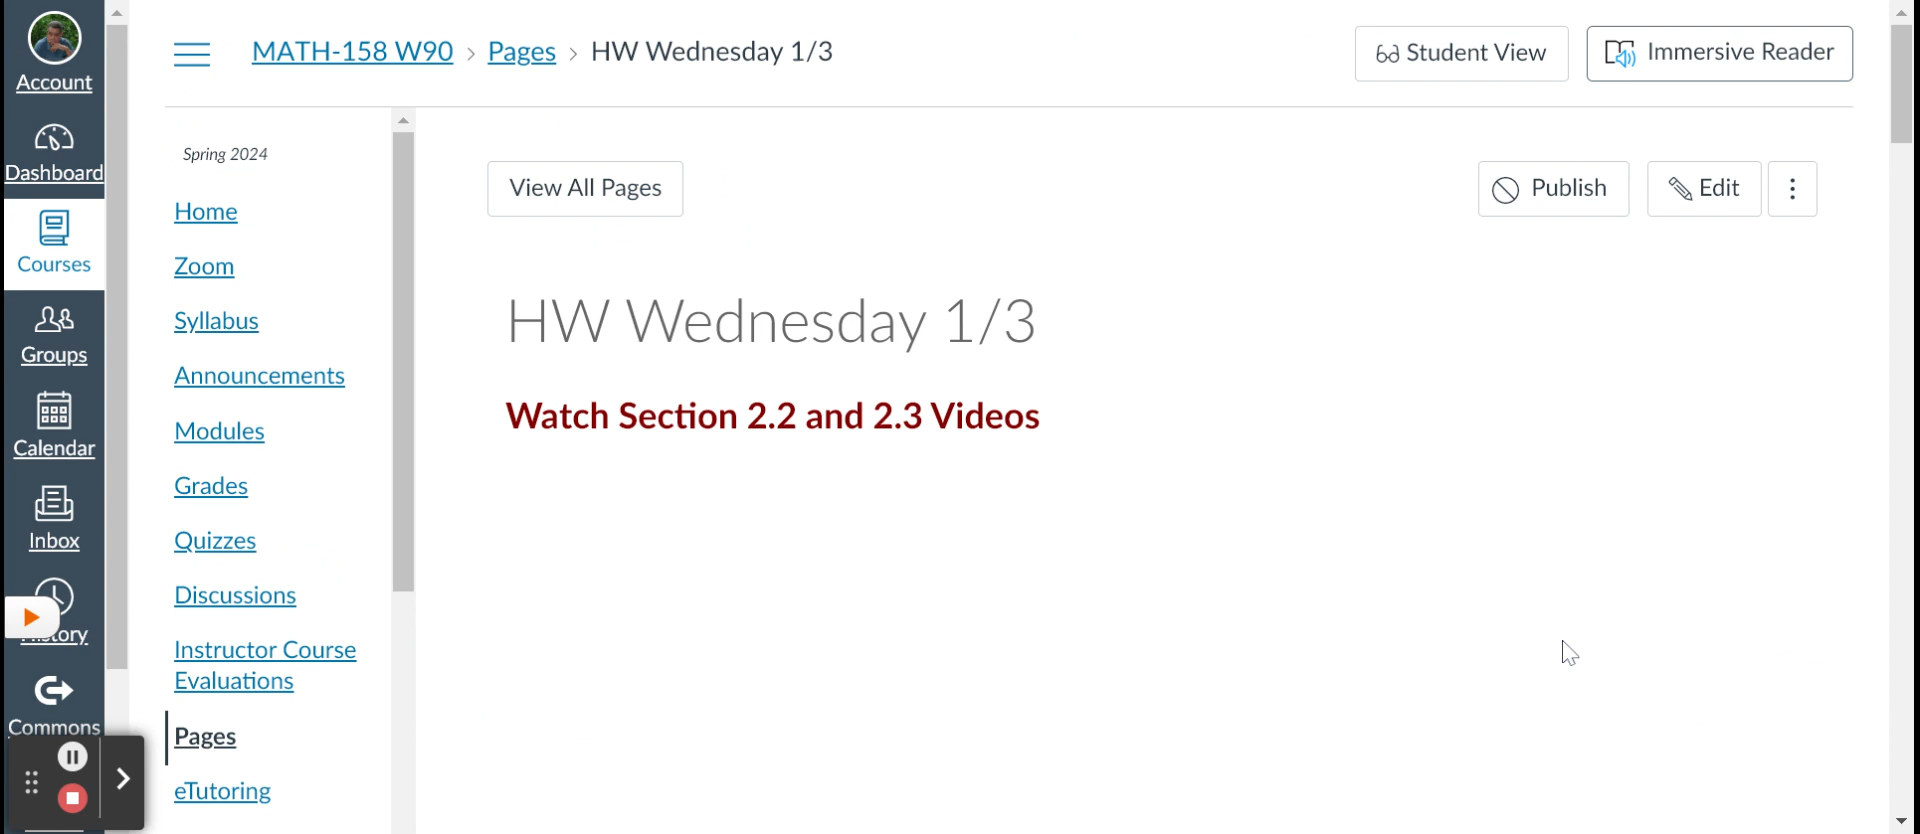 Account
Dashboard
Courses
Groups
Calendar
Inbox
Commons
MATH-158 W90 > Pages > HW Wednesday 1/3
Student View
Immersive Reader
Spring 2024
Home
Zoom
Syllabus
Announcements
Modules
Grades
Quizzes
Discussions
Instructor Course
Evaluations
Pages
eTutoring
View All Pages
Publish
Edit
HW Wednesday 1/3
Watch Section 2.2 and 2.3 Videos